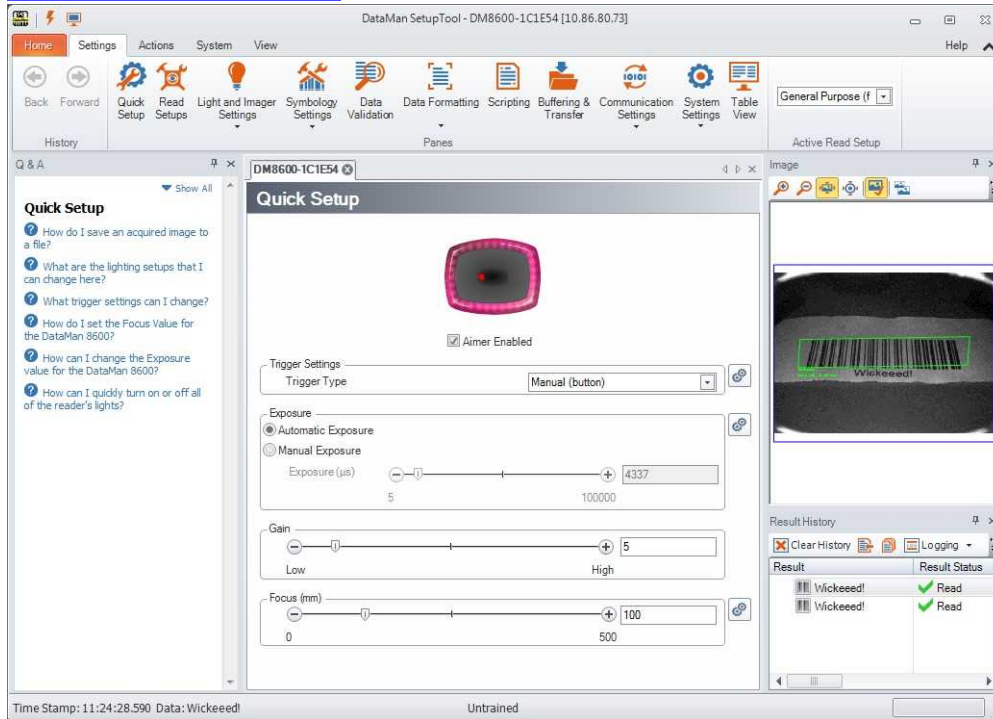 DataMan SetupTool - DM8600-1C1E54 [10.86.80.73]
Home Settings Actions System View Help
Back Forward Quick Setup Read Setups Light and Imager Settings Symbology Settings Data Validation Data Formatting Scripting Buffering & Transfer Communication Settings System Settings Table View General Purpose (f
History Panes Active Read Setup
Q & A
Show All
Quick Setup
How do I save an acquired image to
a file?
What are the lighting setups that I
can change here?
What trigger settings can I change?
How do I set the Focus Value for
the DataMan 8600?
How can I change the Exposure
value for the DataMan 8600?
How can I quickly turn on or off all
of the reader's lights?
DM8600-1C1E54
Quick Setup
Aimer Enabled
Trigger Settings
Trigger Type Manual (button)
Exposure
Automatic Exposure
Manual Exposure
Exposure (µs) 4337
5 100000
Gain
5
Low High
Focus (mm)
100
0 500
Image
Wickeeed!
Result History
Clear History Logging
Result Result Status
Wickeeed! Read
Wickeeed! Read
Time Stamp: 11:24:28.590 Data: Wickeeed! Untrained